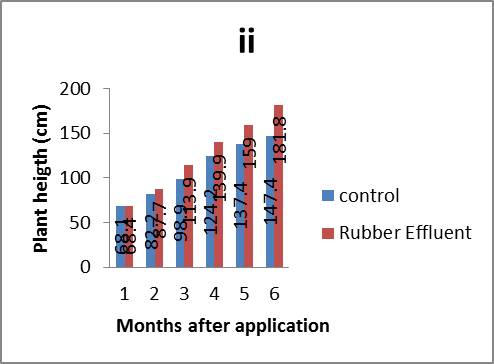 ii
Plant heigth (cm)
200
150
100
50
0
68.1
68.4
82.2
87.7
98.9
113.9
124.2
139.9
137.4
159
147.4
181.8
control
Rubber Effluent
1 2 3 4 5 6
Months after application